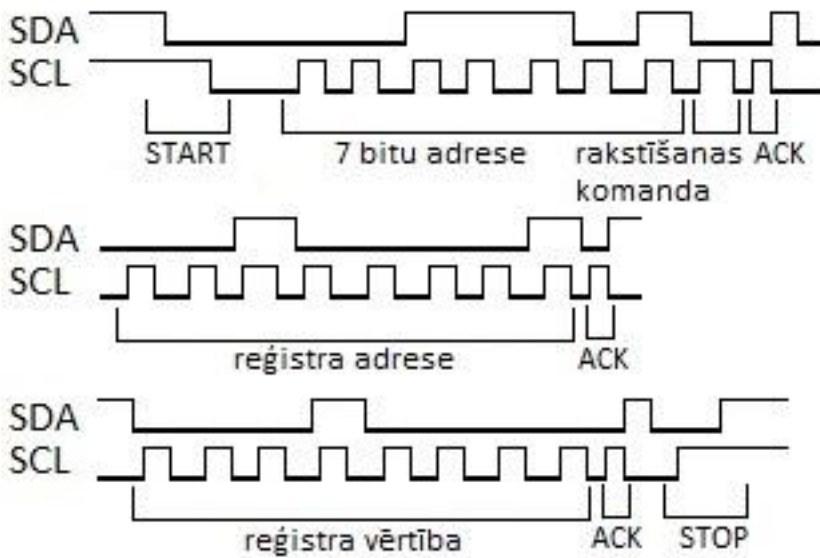 SDA
SCL
START 7 bitu adrese rakstīšanas ACK
komanda
SDA
SCL
reģistra adrese ACK
SDA
SCL
reģistra vērtība ACK STOP